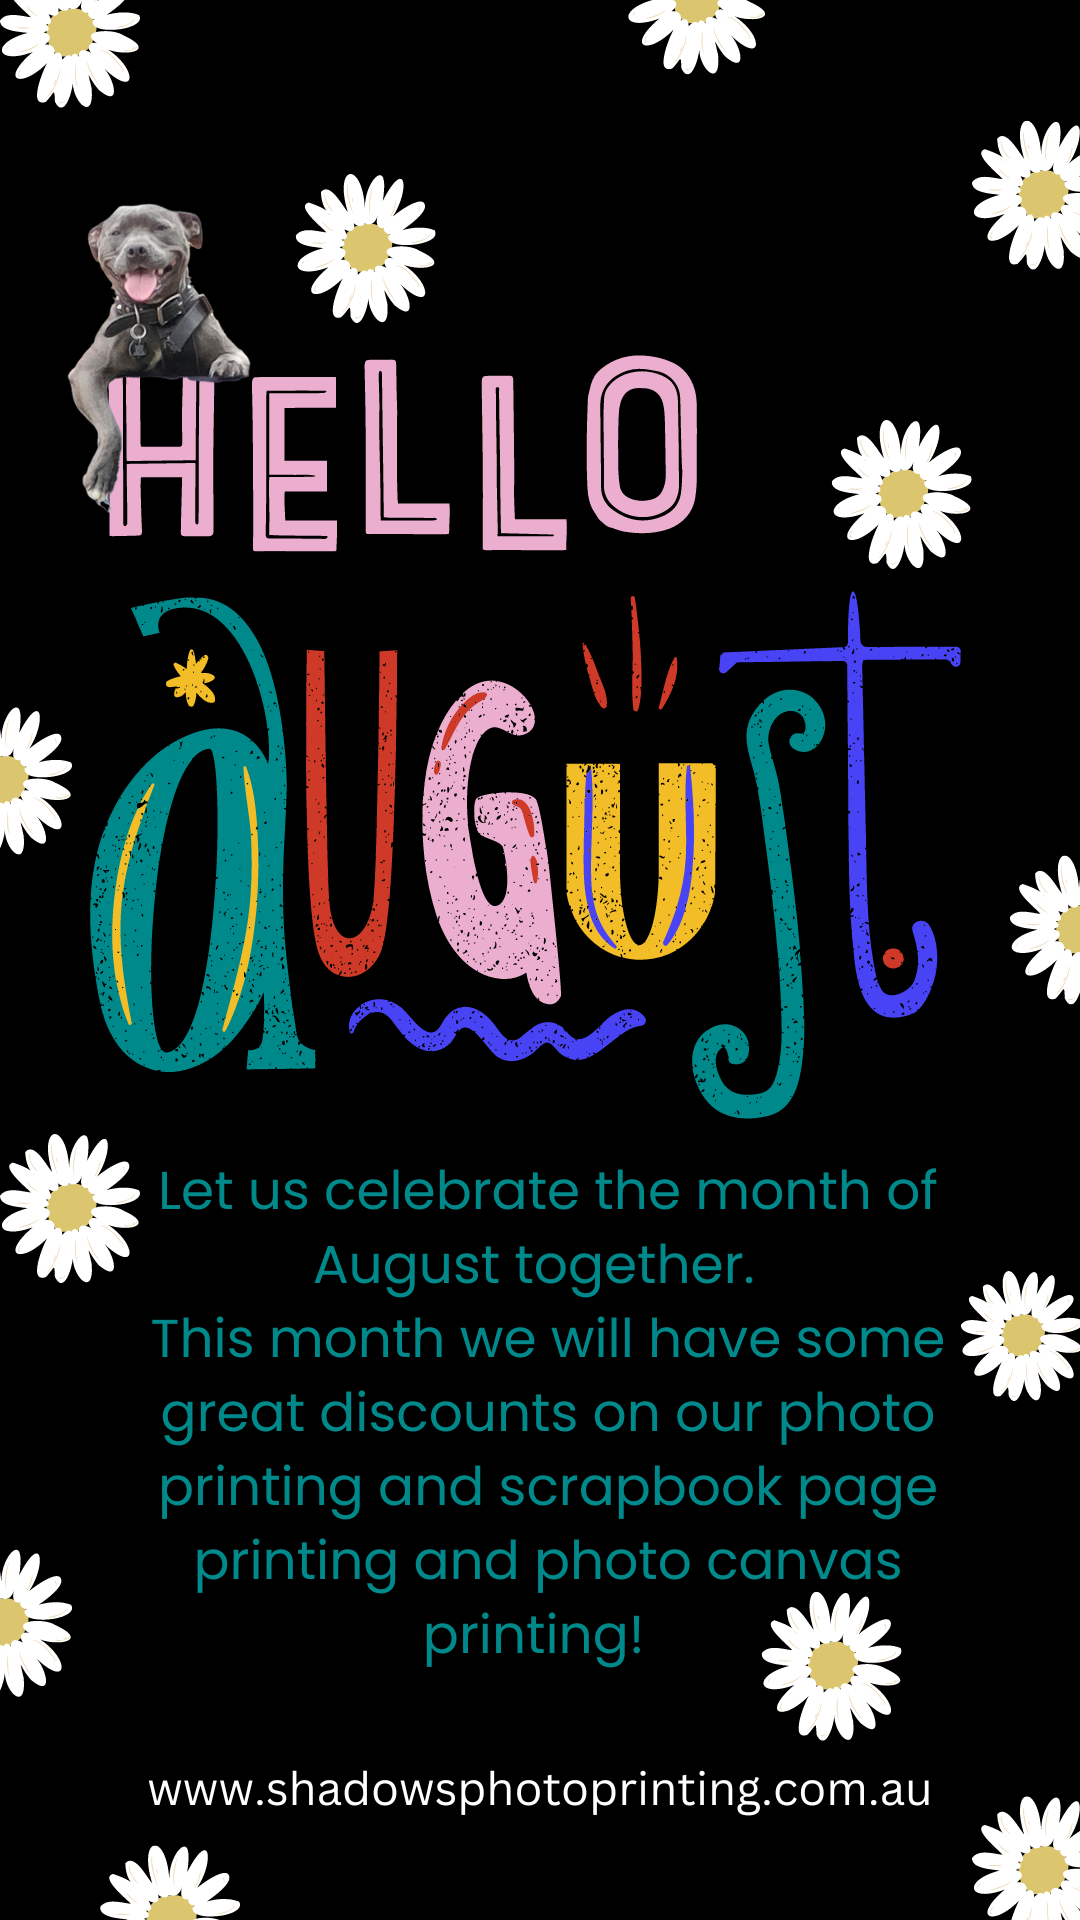 HELLO
august
Let us celebrate the month of
August together.
This month we will have some
great discounts on our photo
printing and scrapbook page
printing and photo canvas
printing!
www.shadowsphotoprinting.com.au